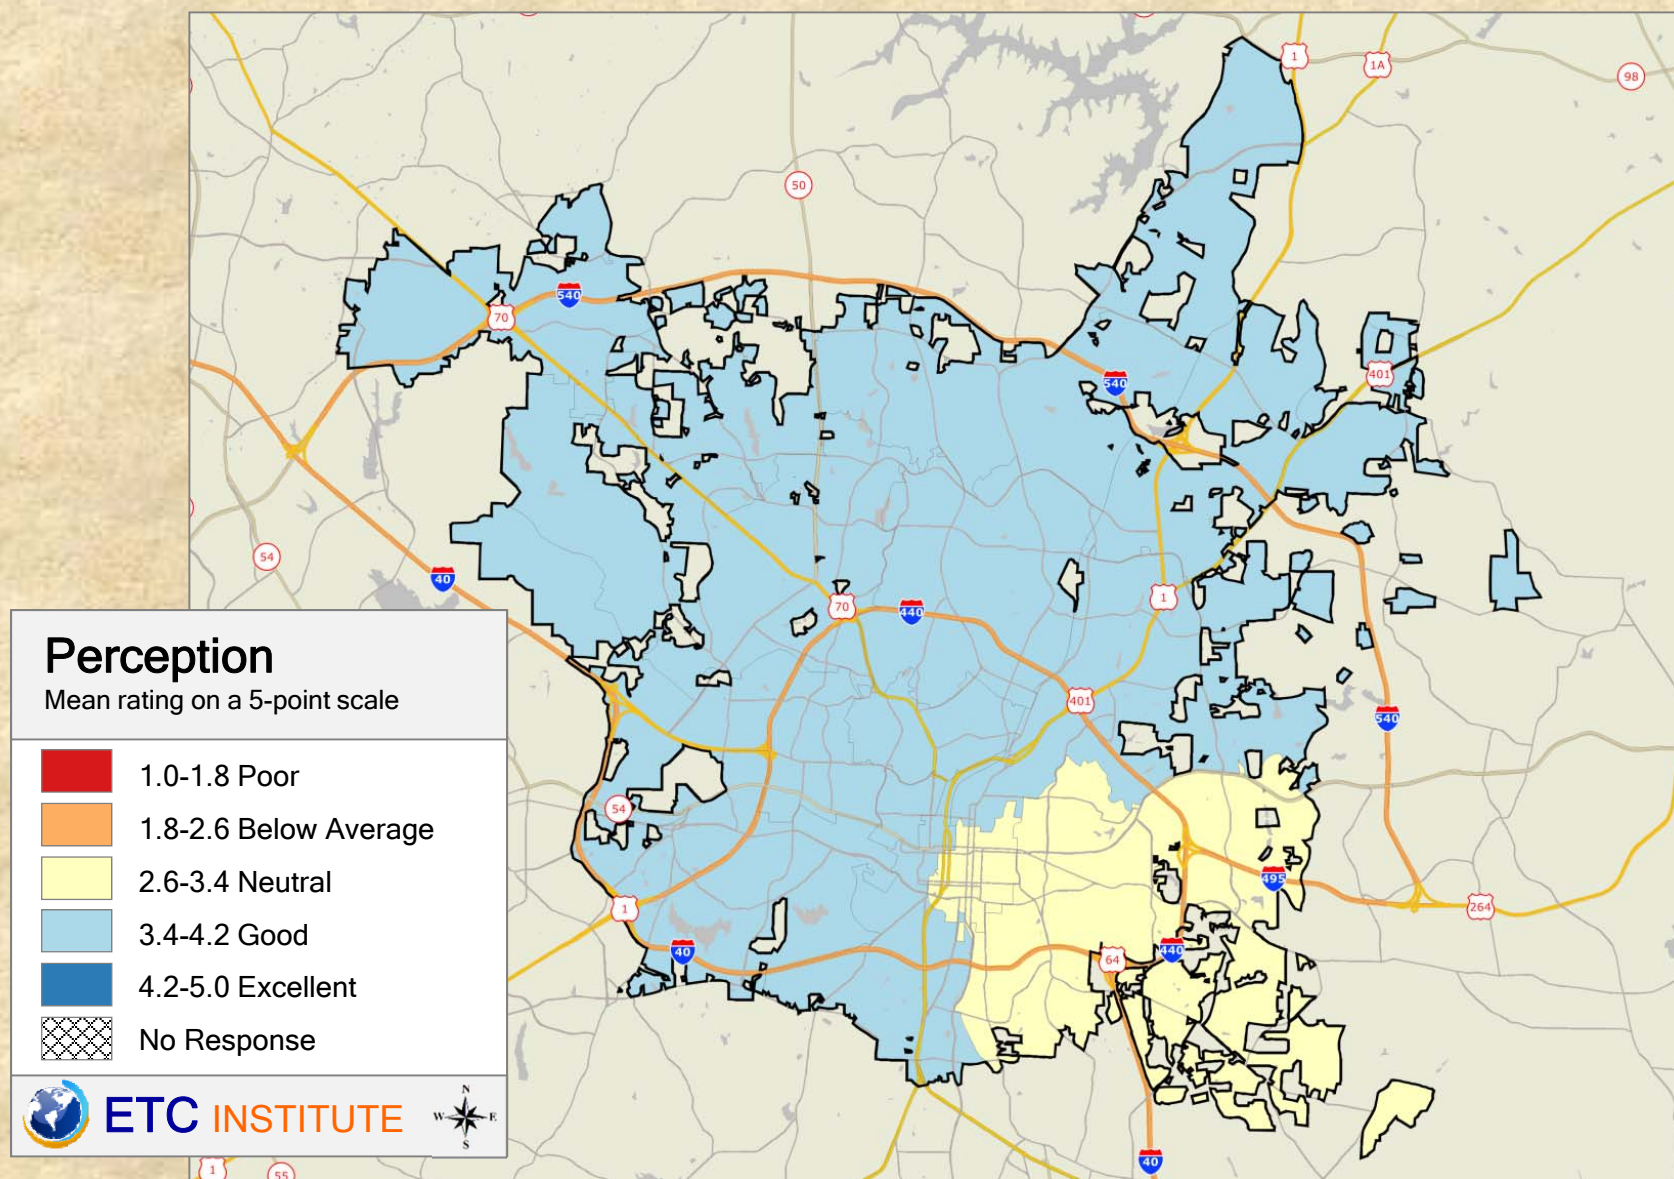 1
1A
98
50
540
70
401
540
54
40
70
440
1
401
540
54
1
495
264
40
64
440
40
1
55
Perception
Mean rating on a 5-point scale
1.0-1.8 Poor
1.8-2.6 Below Average
2.6-3.4 Neutral
3.4-4.2 Good
4.2-5.0 Excellent
No Response
ETC INSTITUTE
N
W E
S